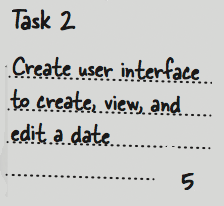 Task 2
Create user interface
to create, view, and
edit a date
5